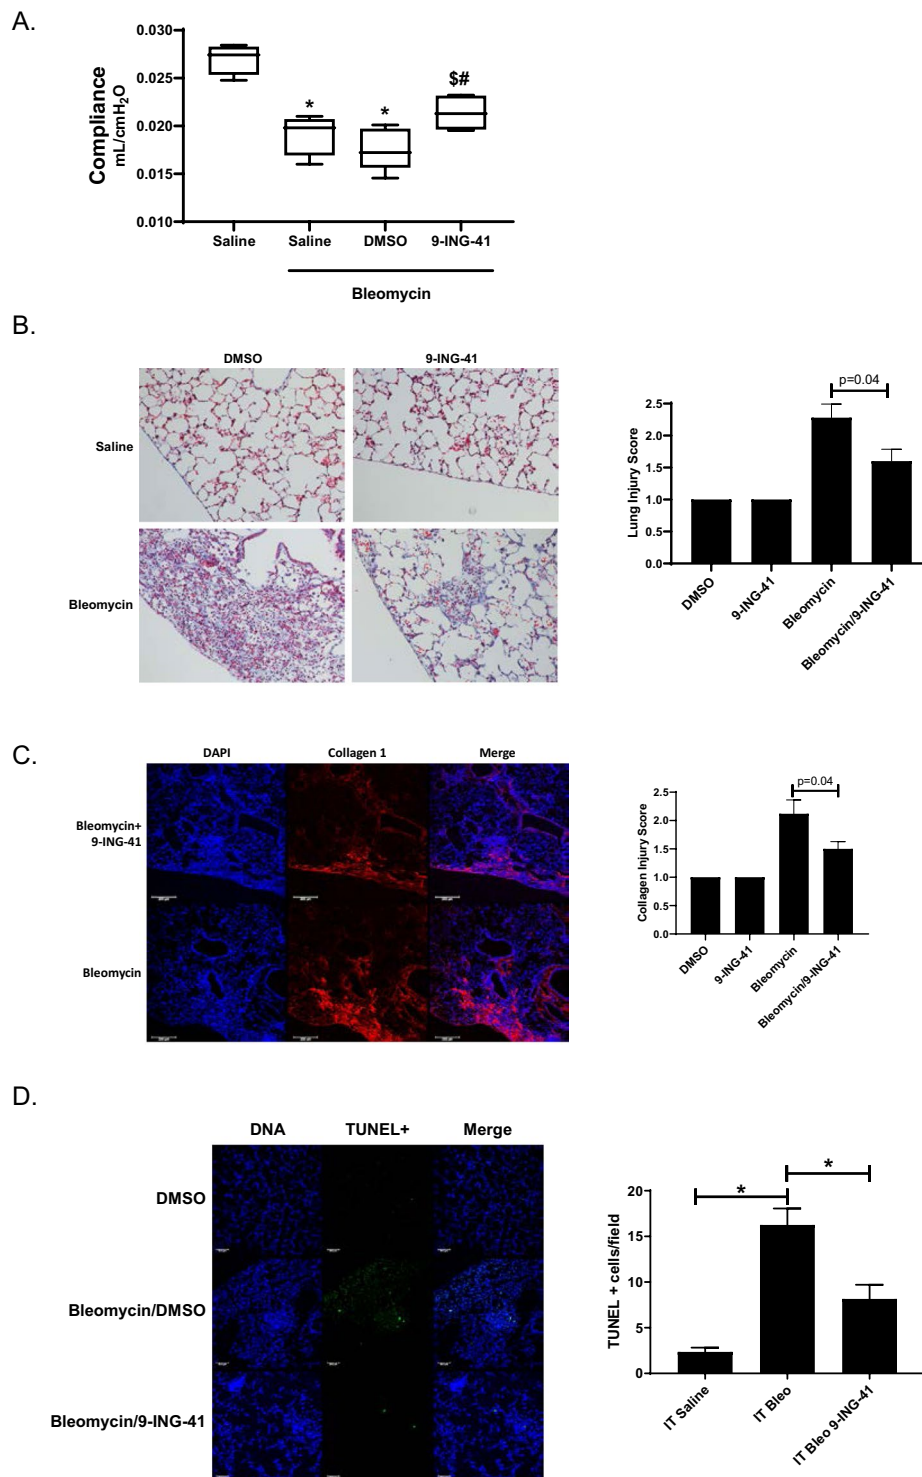 A.
0.030
0.025
0.020
0.015
0.010
Compliance
mL/cmH₂O
*
*
$#
Saline
Saline
DMSO
9-ING-41
Bleomycin
B.
DMSO
9-ING-41
Saline
Bleomycin
p=0.04
2.5
2.0
1.5
1.0
0.5
0.0
Lung Injury Score
DMSO
9-ING-41
Bleomycin
Bleomycin/9-ING-41
C.
DAPI
Collagen 1
Merge
Bleomycin+
9-ING-41
Bleomycin
p=0.04
2.5
2.0
1.5
1.0
0.5
0.0
Collagen Injury Score
DMSO
9-ING-41
Bleomycin
Bleomycin/9-ING-41
D.
DNA
TUNEL+
Merge
DMSO
Bleomycin/DMSO
Bleomycin/9-ING-41
*
*
20
15
10
5
0
TUNEL + cells/field
IT Saline
IT Bleo
IT Bleo 9-ING-41